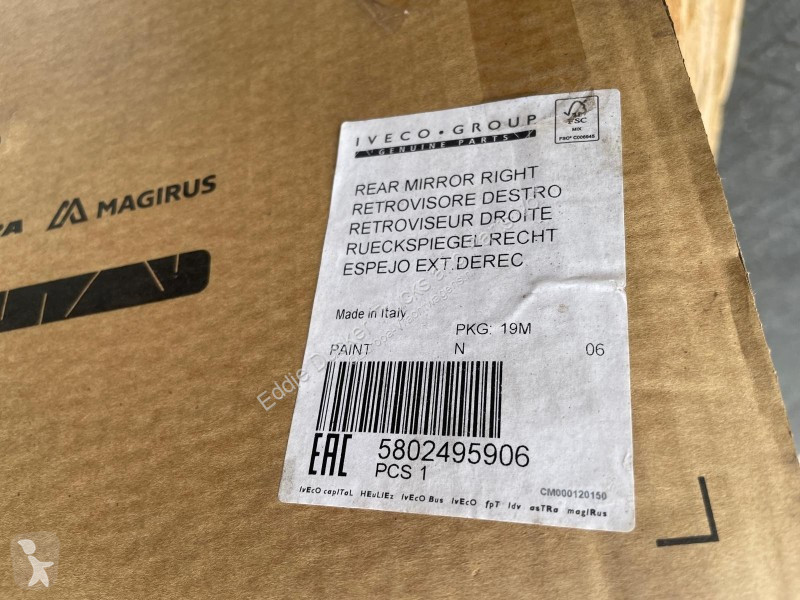 IVECO • GROUP
GENUINE PARTS
FSC
MIX
REAR MIRROR RIGHT
RETROVISORE DESTRO
RETROVISEUR DROITE
RUECKSPIEGEL RECHT
ESPEJO EXT.DEREC
Made in Italy
PKG: 19M
PAINT N 06
EAC
5802495906
PCS 1
CM000120150
IvEcO capITaL HEuLIEz IvEcO Bus IvEcO fpT Idv asTRa magIRus
MAGIRUS